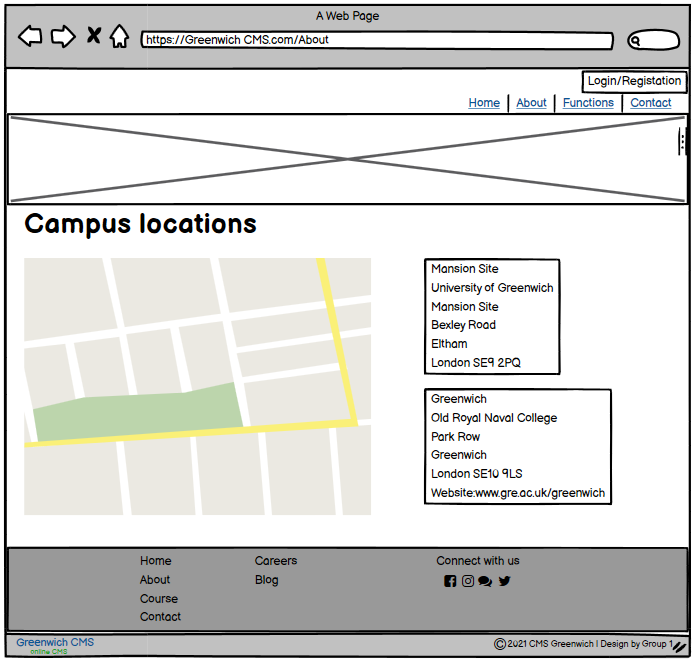 A Web Page
https://Greenwich CMS.com/About
Login/Registation
Home About Functions Contact
Campus locations
Mansion Site
University of Greenwich
Mansion Site
Bexley Road
Eltham
London SE9 2PQ
Greenwich
Old Royal Naval College
Park Row
Greenwich
London SE10 9LS
Website:www.gre.ac.uk/greenwich
Home
About
Course
Contact
Careers
Blog
Connect with us
Greenwich CMS
online CMS
©2021 CMS Greenwich | Design by Group 1